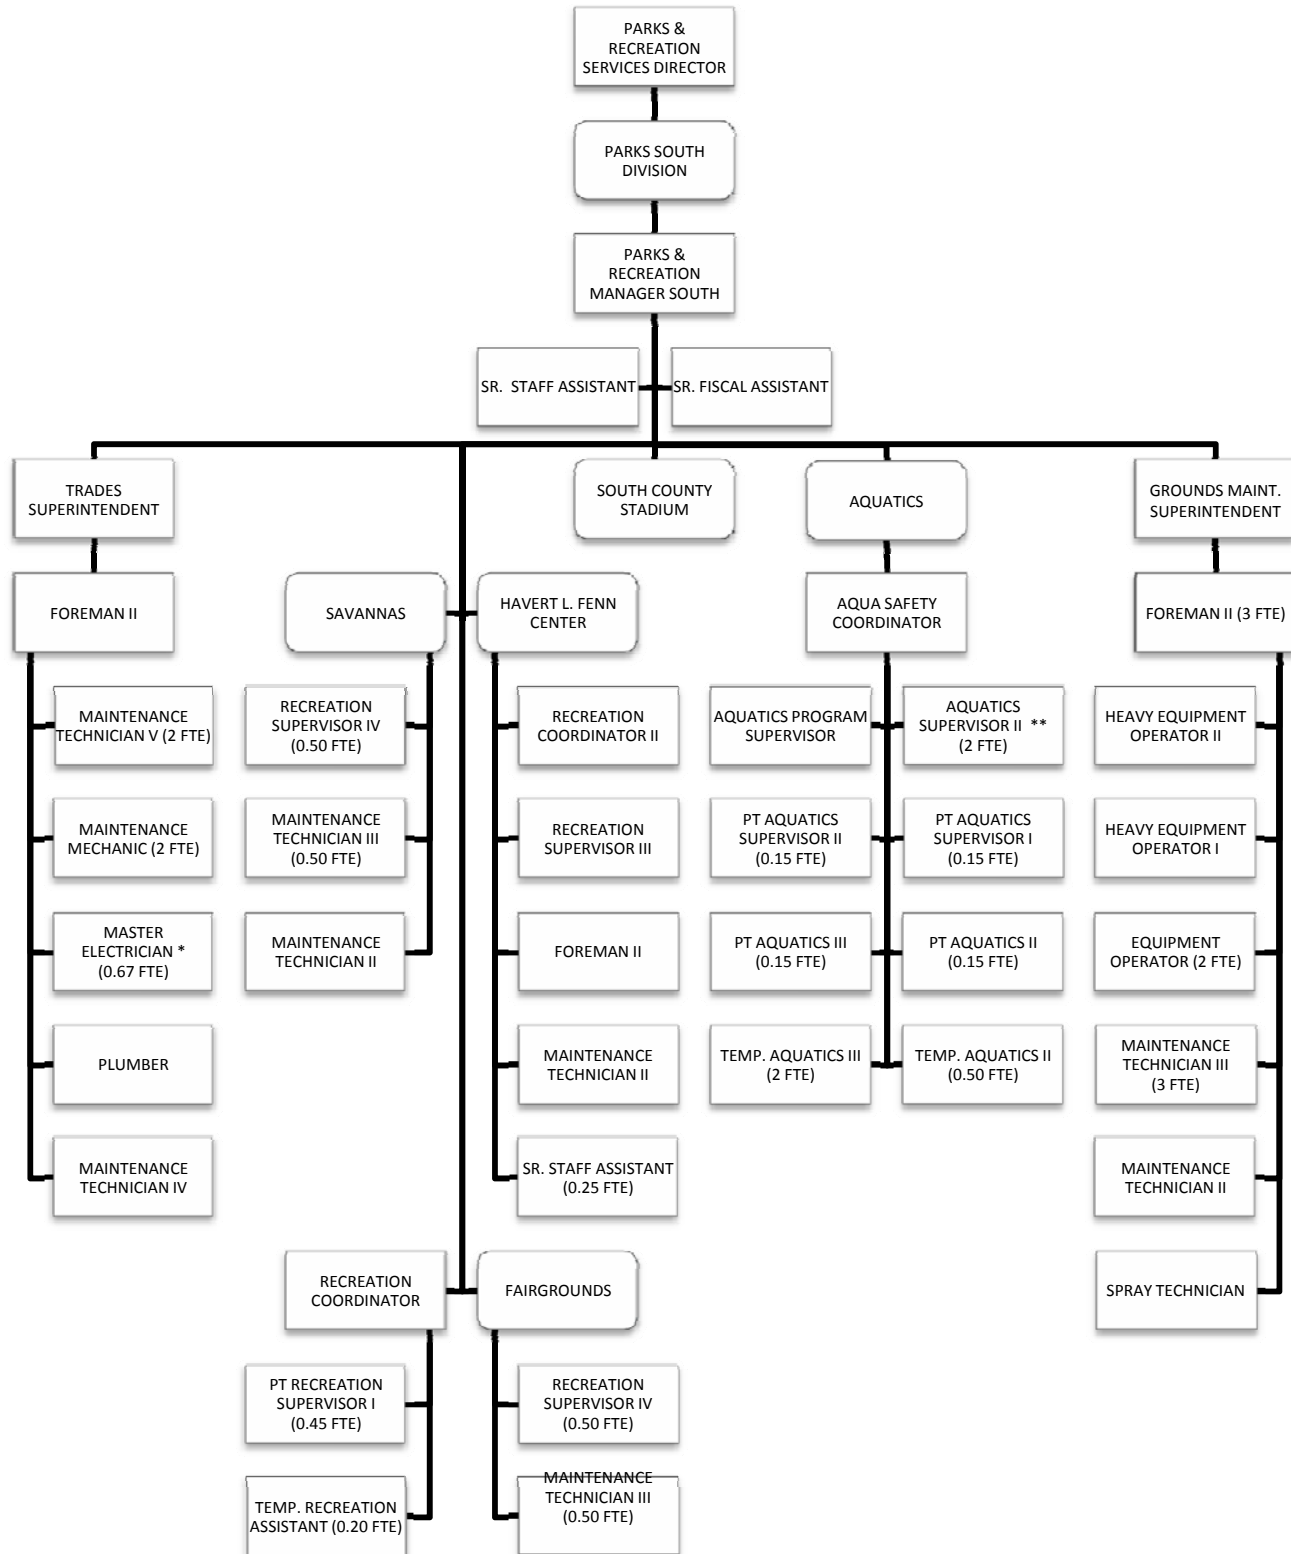 PARKS &
RECREATION
SERVICES DIRECTOR
PARKS SOUTH
DIVISION
PARKS &
RECREATION
MANAGER SOUTH
SR.  STAFF ASSISTANT
SR. FISCAL ASSISTANT
TRADES
SUPERINTENDENT
SOUTH COUNTY
STADIUM
AQUATICS
GROUNDS MAINT.
SUPERINTENDENT
FOREMAN II
SAVANNAS
HAVERT L. FENN
CENTER
AQUA SAFETY
COORDINATOR
FOREMAN II (3 FTE)
MAINTENANCE
TECHNICIAN V (2 FTE)
RECREATION
SUPERVISOR IV
(0.50 FTE)
RECREATION
COORDINATOR II
AQUATICS PROGRAM
SUPERVISOR
AQUATICS
SUPERVISOR II  **
(2 FTE)
HEAVY EQUIPMENT
OPERATOR II
MAINTENANCE
MECHANIC (2 FTE)
MAINTENANCE
TECHNICIAN III
(0.50 FTE)
RECREATION
SUPERVISOR III
PT AQUATICS
SUPERVISOR II
(0.15 FTE)
PT AQUATICS
SUPERVISOR I
(0.15 FTE)
HEAVY EQUIPMENT
OPERATOR I
MASTER
ELECTRICIAN *
(0.67 FTE)
MAINTENANCE
TECHNICIAN II
FOREMAN II
PT AQUATICS III
(0.15 FTE)
PT AQUATICS II
(0.15 FTE)
EQUIPMENT
OPERATOR (2 FTE)
PLUMBER
MAINTENANCE
TECHNICIAN II
TEMP. AQUATICS III
(2 FTE)
TEMP. AQUATICS II
(0.50 FTE)
MAINTENANCE
TECHNICIAN III
(3 FTE)
MAINTENANCE
TECHNICIAN IV
SR. STAFF ASSISTANT
(0.25 FTE)
MAINTENANCE
TECHNICIAN II
RECREATION
COORDINATOR
FAIRGROUNDS
SPRAY TECHNICIAN
PT RECREATION
SUPERVISOR I
(0.45 FTE)
RECREATION
SUPERVISOR IV
(0.50 FTE)
TEMP. RECREATION
ASSISTANT (0.20 FTE)
MAINTENANCE
TECHNICIAN III
(0.50 FTE)